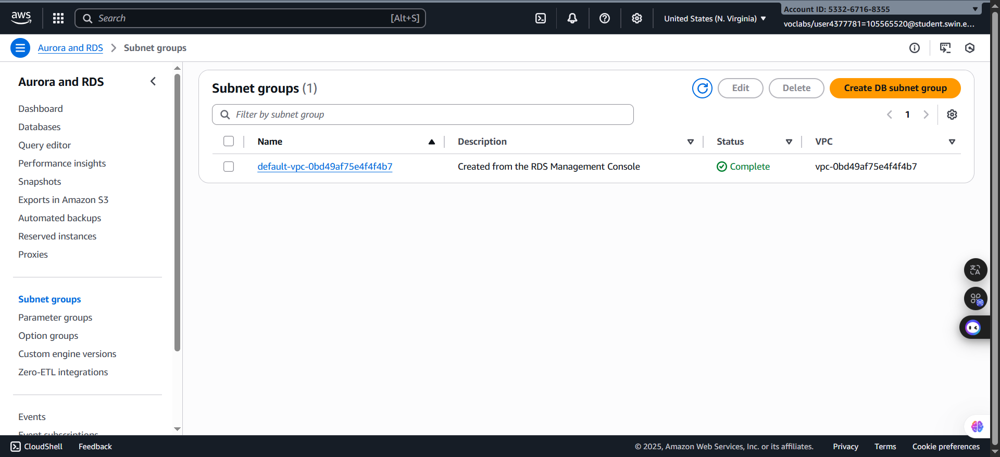 aws
Search
[Alt+S]
United States (N. Virginia)
Account ID: 5332-6716-8355
voclabs/user4377781=105565520@student.swin.e...
Aurora and RDS
Subnet groups
Aurora and RDS
Dashboard
Databases
Query editor
Performance insights
Snapshots
Exports in Amazon S3
Automated backups
Reserved instances
Proxies
Subnet groups
Parameter groups
Option groups
Custom engine versions
Zero-ETL integrations
Events
Event subscriptions
Subnet groups (1)
Edit
Delete
Create DB subnet group
Filter by subnet group
1
Name Description Status VPC
default-vpc-0bd49af75e4f4f4b7 Created from the RDS Management Console Complete vpc-0bd49af75e4f4f4b7
CloudShell
Feedback
© 2025, Amazon Web Services, Inc. or its affiliates.
Privacy
Terms
Cookie preferences